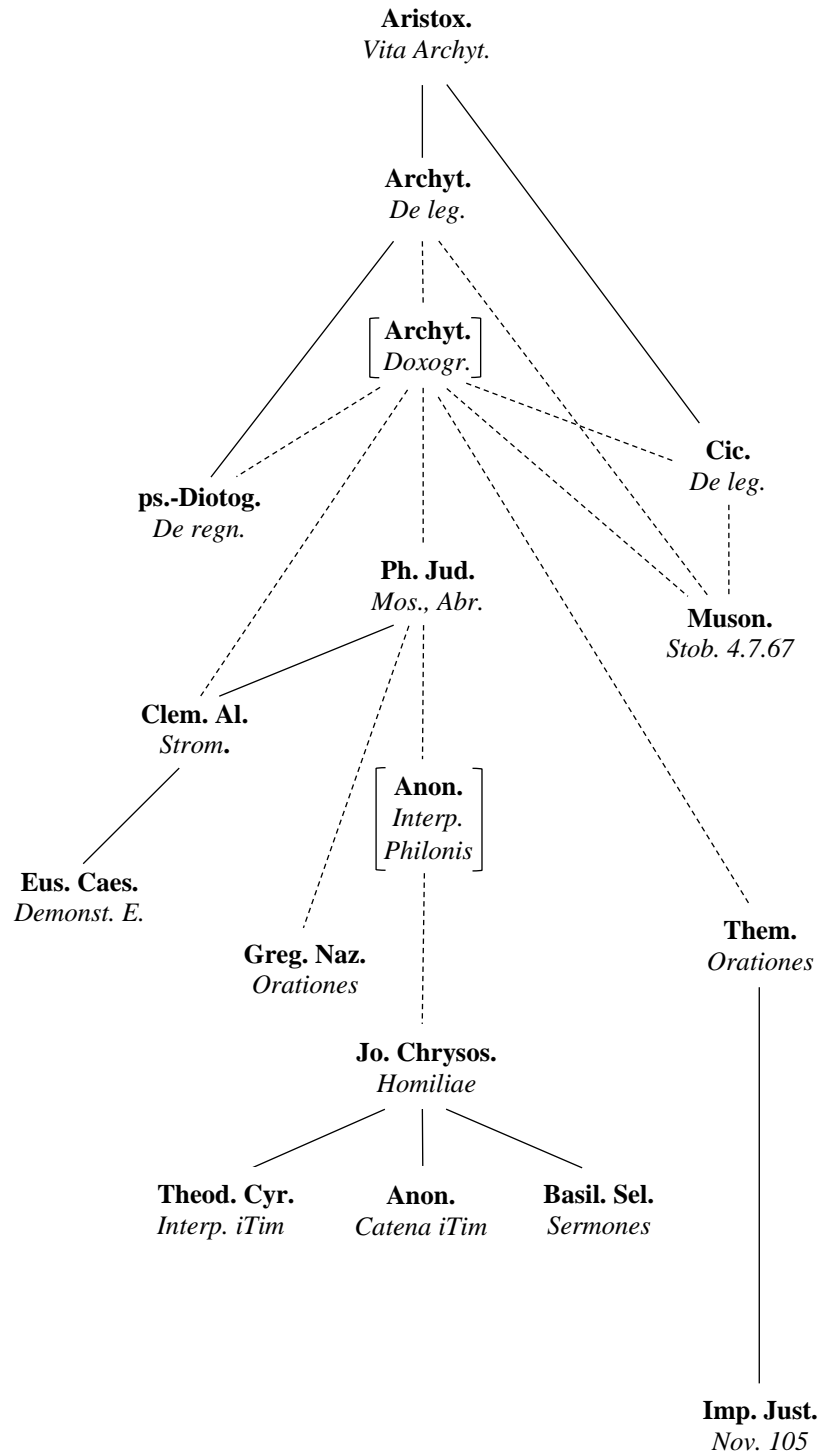 Aristox.
Vita Archyt.
Archyt.
De leg.
Archyt.
Doxogr.
Cic.
De leg.
ps.-Diotog.
De regn.
Ph. Jud.
Mos., Abr.
Muson.
Stob. 4.7.67
Clem. Al.
Strom.
Anon.
Interp.
Philonis
Eus. Caes.
Demonst. E.
Greg. Naz.
Orationes
Them.
Orationes
Jo. Chrysos.
Homiliae
Theod. Cyr.
Interp. iTim
Anon.
Catena iTim
Basil. Sel.
Sermones
Imp. Just.
Nov. 105